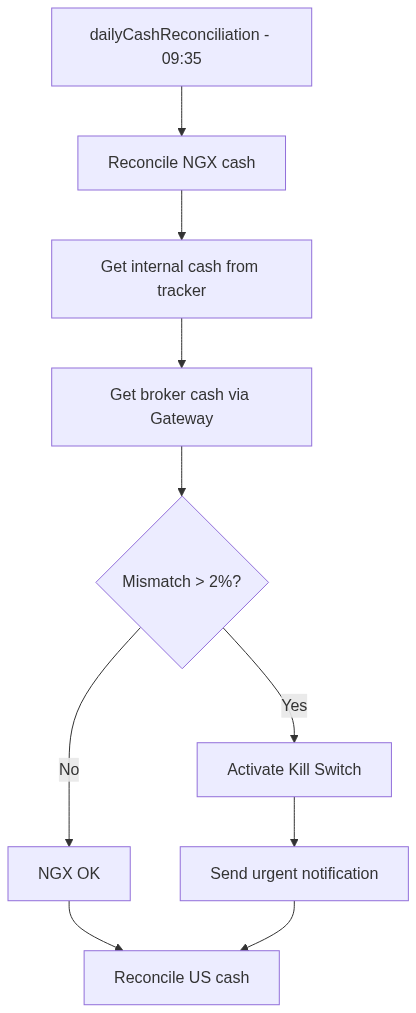 dailyCashReconciliation -
09:35
Reconcile NGX cash
Get internal cash from
tracker
Get broker cash via
Gateway
Mismatch > 2%?
Yes
No
Activate Kill Switch
NGX OK
Send urgent notification
Reconcile US cash